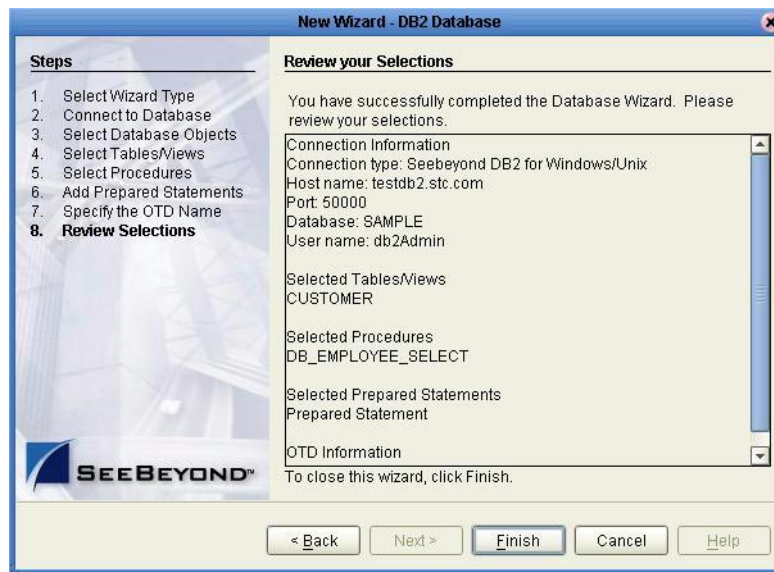 New Wizard - DB2 Database
Steps
1. Select Wizard Type
2. Connect to Database
3. Select Database Objects
4. Select Tables/Views
5. Select Procedures
6. Add Prepared Statements
7. Specify the OTD Name
8. Review Selections
SEEBEYOND™
Review your Selections
You have successfully completed the Database Wizard. Please
review your selections.
Connection Information
Connection type: Seebeyond DB2 for Windows/Unix
Host name: testdb2.stc.com
Port: 50000
Database: SAMPLE
User name: db2Admin
Selected Tables/Views
CUSTOMER
Selected Procedures
DB_EMPLOYEE_SELECT
Selected Prepared Statements
Prepared Statement
OTD Information
To close this wizard, click Finish.
< Back
Next >
Finish
Cancel
Help